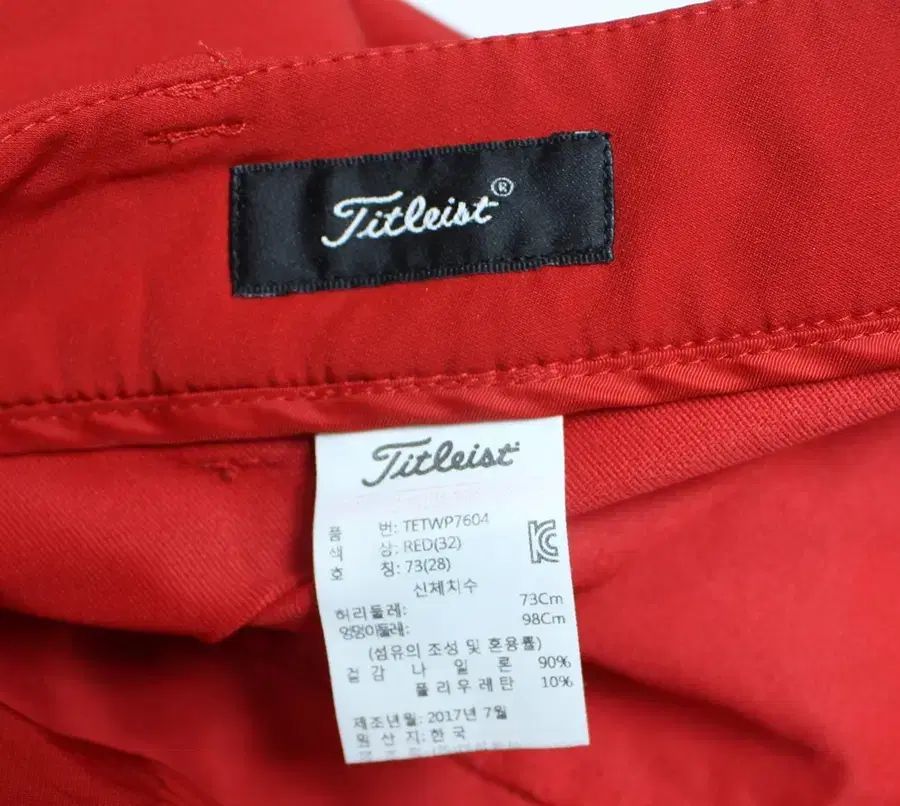 Titleist®
Titleist
품 번: TETWP7604
색 상: RED(32)
호 칭: 73(28)
신체치수
허리둘레: 73Cm
엉덩이둘레: 98Cm
(섬유의 조성 및 혼용률)
겉감 나일론 90%
폴리우레탄 10%
제조년월: 2017년 7월
원산지: 한국